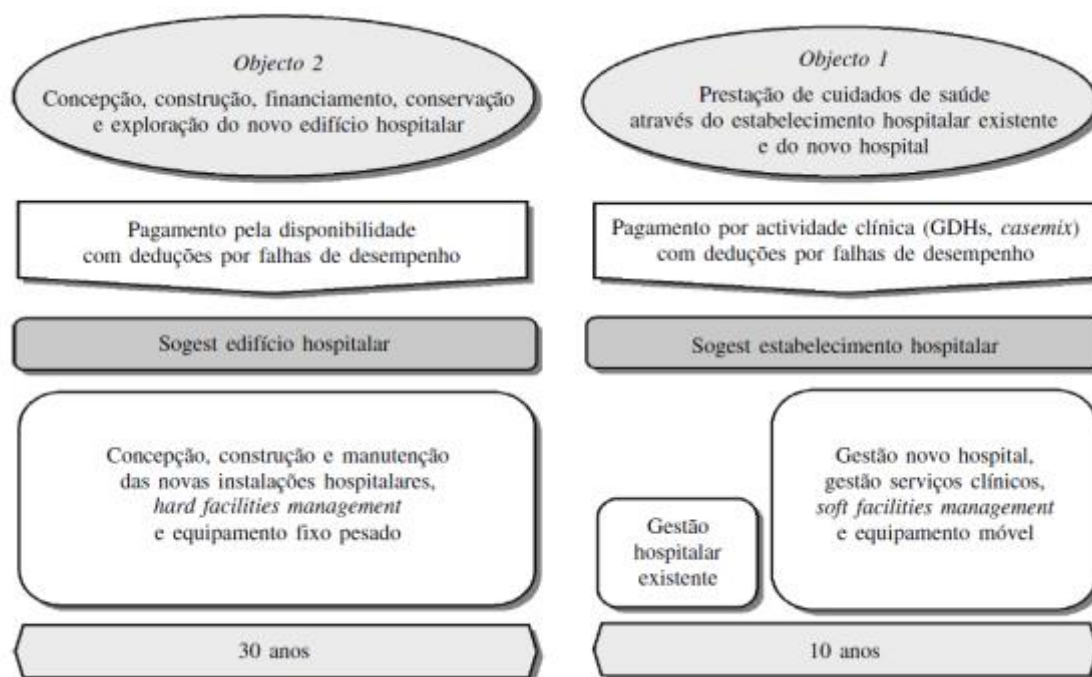 Objecto 2
Concepção, construção, financiamento, conservação
e exploração do novo edifício hospitalar
Pagamento pela disponibilidade
com deduções por falhas de desempenho
Sogest edifício hospitalar
Concepção, construção e manutenção
das novas instalações hospitalares,
hard facilities management
e equipamento fixo pesado
30 anos
Objecto 1
Prestação de cuidados de saúde
através do estabelecimento hospitalar existente
e do novo hospital
Pagamento por actividade clínica (GDHs, casemix)
com deduções por falhas de desempenho
Sogest estabelecimento hospitalar
Gestão
hospitalar
existente
Gestão novo hospital,
gestão serviços clínicos,
soft facilities management
e equipamento móvel
10 anos